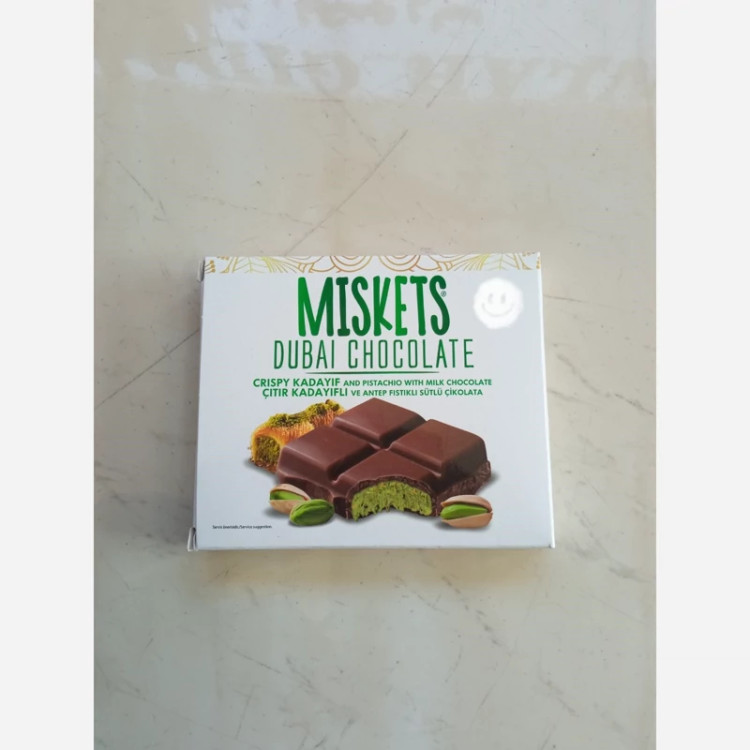 MISKETS®
DUBAI CHOCOLATE
CRISPY KADAYIF AND PISTACHIO WITH MILK CHOCOLATE
ÇITIR KADAYIFLI VE ANTEP FISTIKLI SÜTLÜ ÇİKOLATA